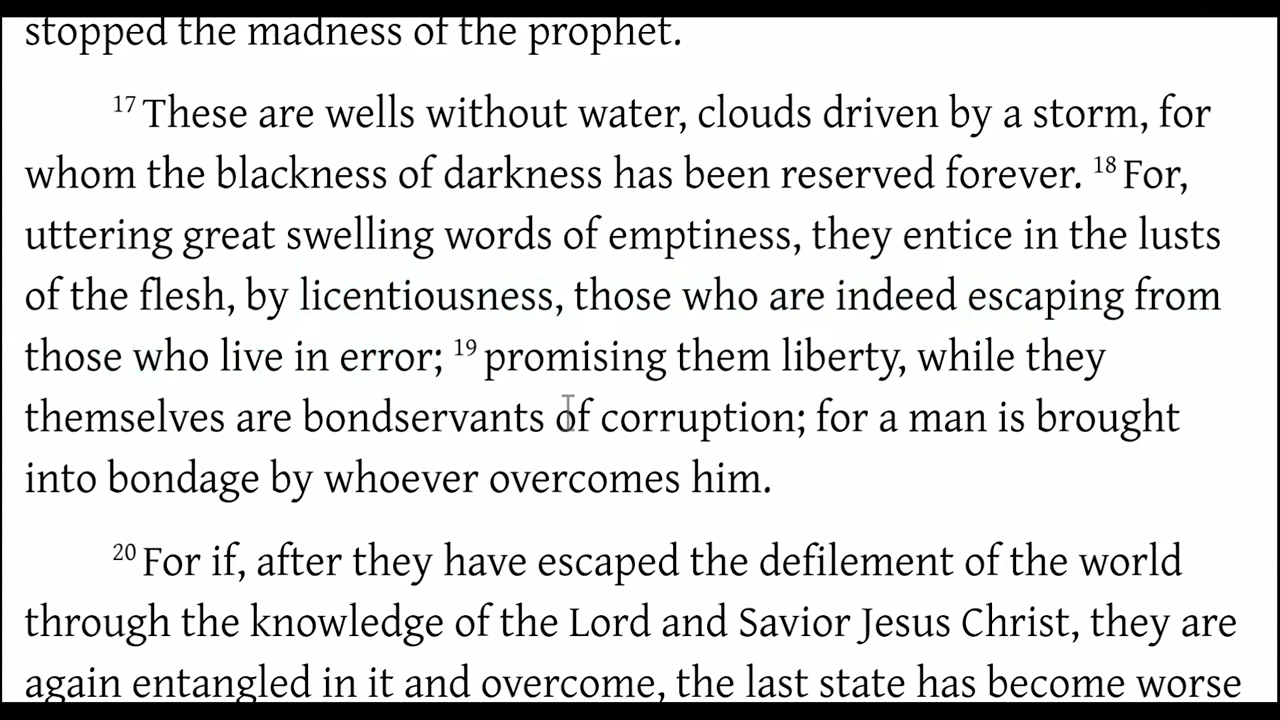 stopped the madness of the prophet.
17 These are wells without water, clouds driven by a storm, for
whom the blackness of darkness has been reserved forever. 18 For,
uttering great swelling words of emptiness, they entice in the lusts
of the flesh, by licentiousness, those who are indeed escaping from
those who live in error; 19 promising them liberty, while they
themselves are bondservants of corruption; for a man is brought
into bondage by whoever overcomes him.
20 For if, after they have escaped the defilement of the world
through the knowledge of the Lord and Savior Jesus Christ, they are
again entangled in it and overcome, the last state has become worse